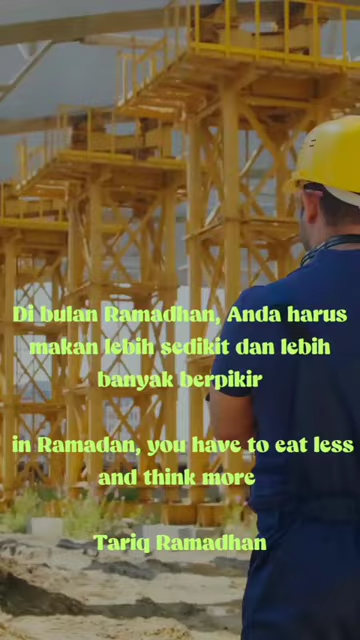 Di bulan Ramadhan, Anda harus
makan lebih sedikit dan lebih
banyak berpikir
in Ramadan, you have to eat less
and think more
Tariq Ramadhan